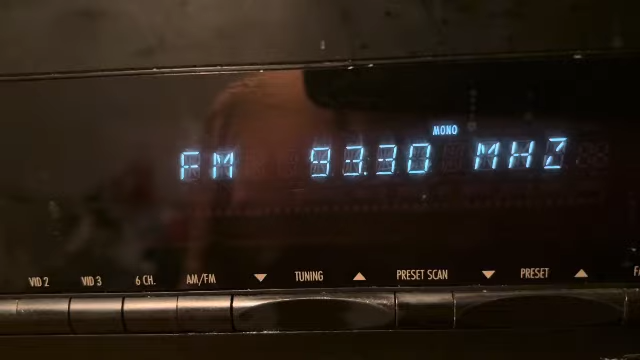 MONO
FM 93.30 MHZ
VID 2 VID 3 6 CH. AM/FM TUNING PRESET SCAN PRESET